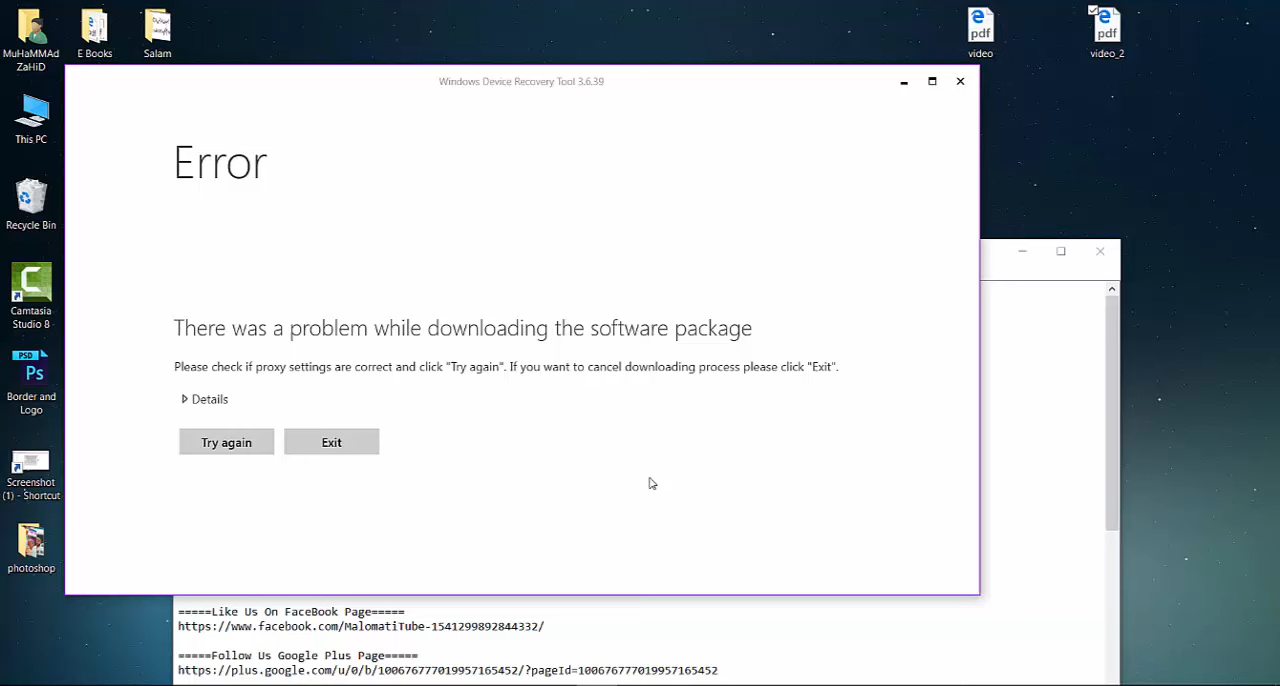 MuHaMMAd
ZaHiD
E Books
Salam
video
video_2
This PC
Recycle Bin
Camtasia
Studio 8
PSD
Ps
Border and
Logo
Screenshot
(1) - Shortcut
photoshop
pdf
pdf
Windows Device Recovery Tool 3.6.39
Error
There was a problem while downloading the software package
Please check if proxy settings are correct and click "Try again". If you want to cancel downloading process please click "Exit".
Details
Try again
Exit
=====Like Us On FaceBook Page=====
https://www.facebook.com/MalomatiTube-1541299892844332/
=====Follow Us Google Plus Page=====
https://plus.google.com/u/0/b/100676777019957165452/?pageId=100676777019957165452